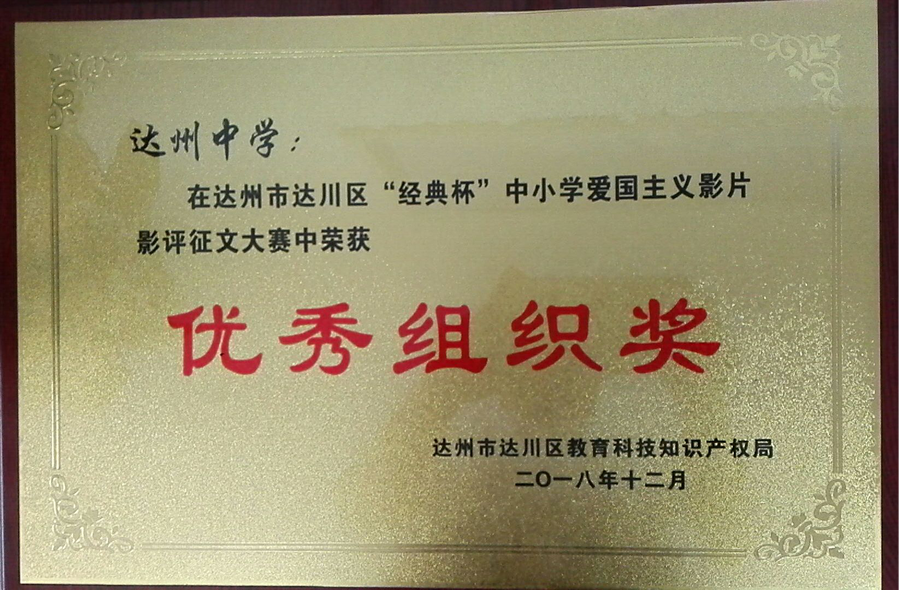 达州中学：
在达州市达川区“经典杯”中小学爱国主义影片
影评征文大赛中荣获
优秀组织奖
达州市达川区教育科技知识产权局
二〇一八年十二月